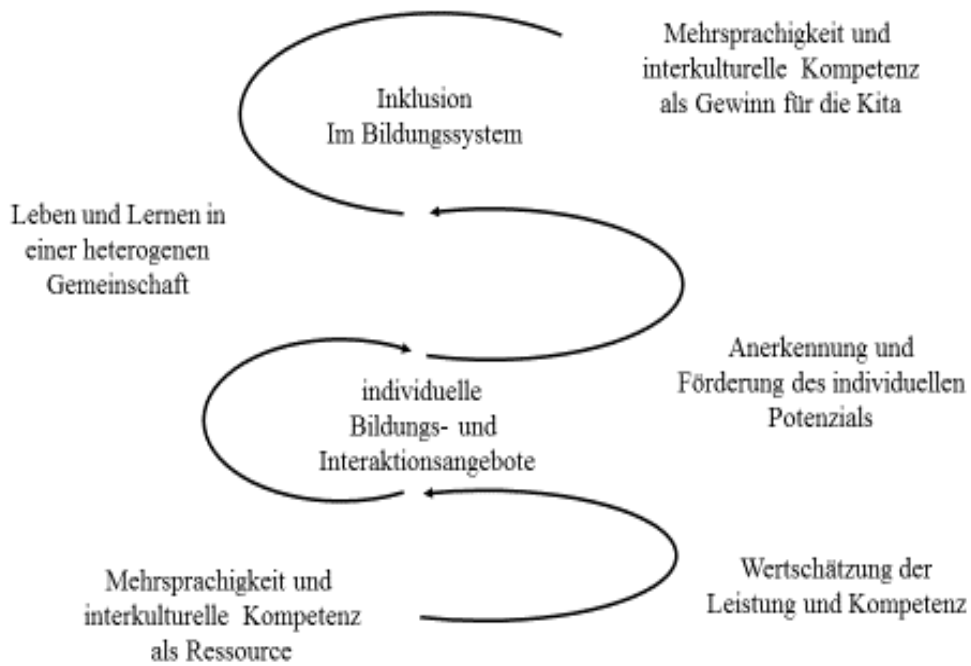 Mehrsprachigkeit und
interkulturelle Kompetenz
als Gewinn für die Kita
Inklusion
Im Bildungssystem
Leben und Lernen in
einer heterogenen
Gemeinschaft
Anerkennung und
Förderung des individuellen
Potenzials
individuelle
Bildungs- und
Interaktionsangebote
Wertschätzung der
Leistung und Kompetenz
Mehrsprachigkeit und
interkulturelle Kompetenz
als Ressource